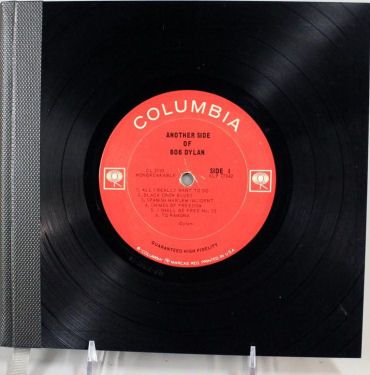 COLUMBIA
ANOTHER SIDE
OF
BOB DYLAN
NONBREAKABLE
SIDE 1
1. ALL I REALLY WANT TO DO
2. BLACK CROW BLUES
3. SPANISH HARLEM INCIDENT
4. CHIMES OF FREEDOM
5. I SHALL BE FREE No. 10
6. TO RAMONA
GUARANTEED HIGH FIDELITY